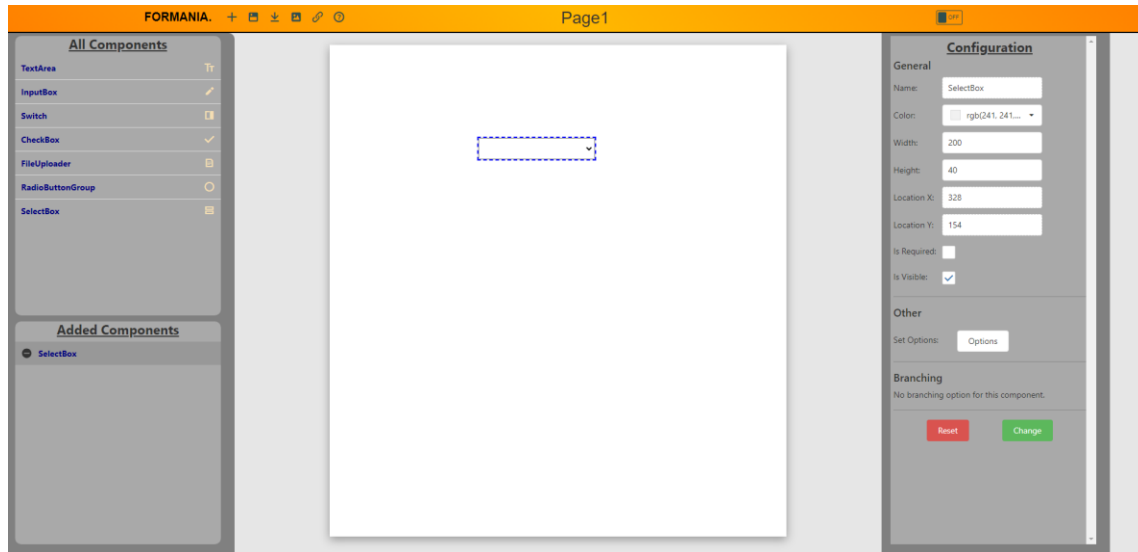 FORMANIA.
Page1
OFF
All Components
TextArea
Tт
InputBox
Switch
CheckBox
FileUploader
RadioButtonGroup
SelectBox
Added Components
SelectBox
Configuration
General
Name: SelectBox
Color: rgb(241, 241,...
Width: 200
Height: 40
Location X: 328
Location Y: 154
Is Required:
Is Visible:
Other
Set Options: Options
Branching
No branching option for this component.
Reset Change